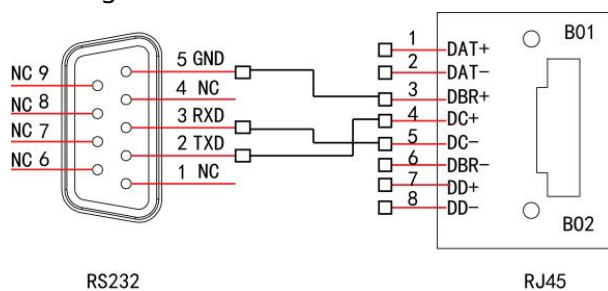 5 GND
4 NC
3 RXD
2 TXD
1 NC
NC 9
NC 8
NC 7
NC 6
RS232
1 DAT+
2 DAT-
3 DBR+
4 DC+
5 DC-
6 DBR-
7 DD+
8 DD-
B01
B02
RJ45